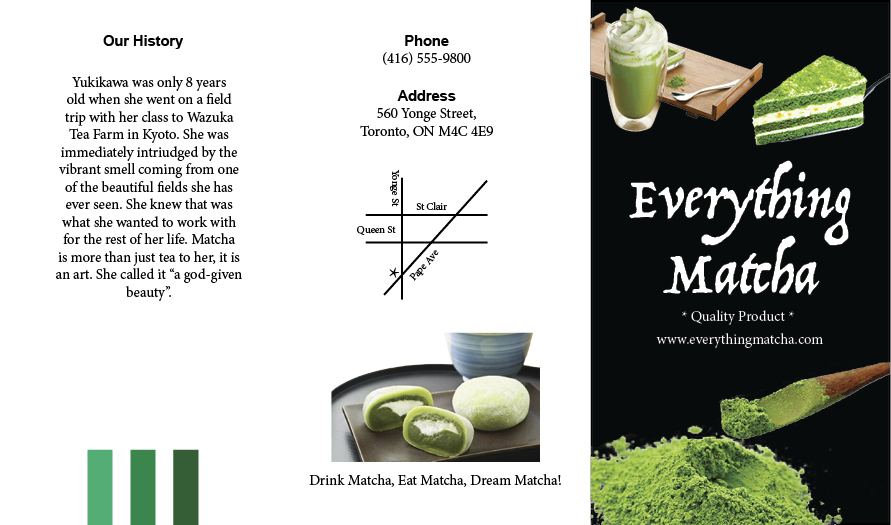 Our History
Yukikawa was only 8 years
old when she went on a field
trip with her class to Wazuka
Tea Farm in Kyoto. She was
immediately intriudged by the
vibrant smell coming from one
of the beautiful fields she has
ever seen. She knew that was
what she wanted to work with
for the rest of her life. Matcha
is more than just tea to her, it is
an art. She called it “a god-given
beauty”.
Phone
(416) 555-9800
Address
560 Yonge Street,
Toronto, ON M4C 4E9
Yonge St
St Clair
Queen St
Pape Ave
Drink Matcha, Eat Matcha, Dream Matcha!
Everything
Matcha
* Quality Product *
www.everythingmatcha.com